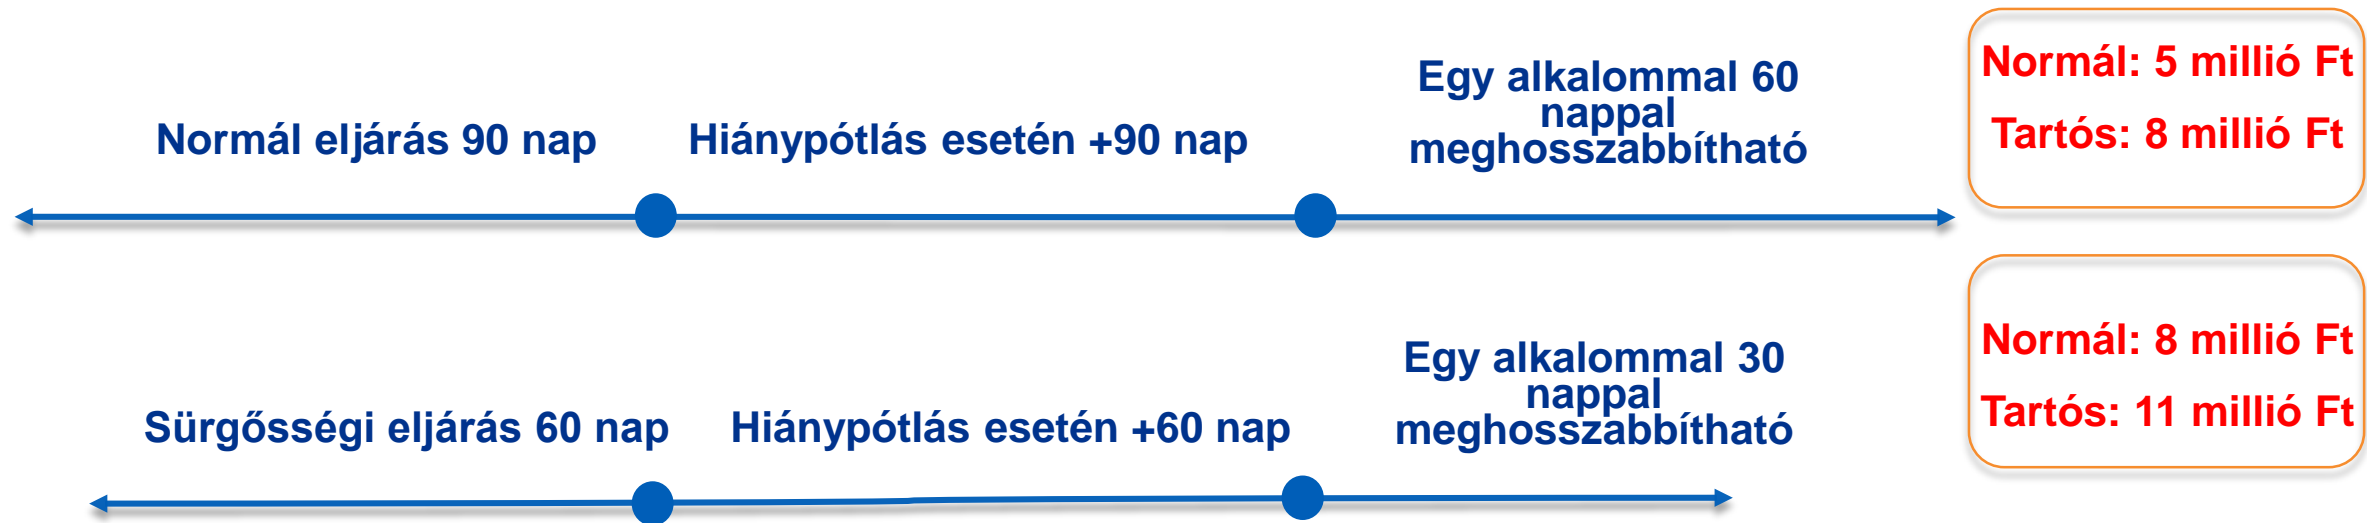 Normál eljárás 90 nap
Hiánypótlás esetén +90 nap
Egy alkalommal 60
nappal
meghosszabbítható
Normál: 5 millió Ft
Tartós: 8 millió Ft
Sürgősségi eljárás 60 nap
Hiánypótlás esetén +60 nap
Egy alkalommal 30
nappal
meghosszabbítható
Normál: 8 millió Ft
Tartós: 11 millió Ft